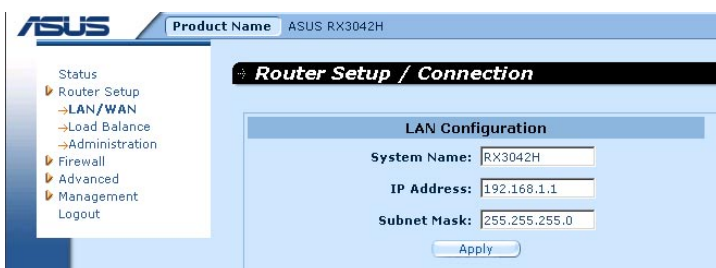 ASUS Product Name ASUS RX3042H
Status
Router Setup
→LAN/WAN
→Load Balance
→Administration
Firewall
Advanced
Management
Logout
Router Setup / Connection
LAN Configuration
System Name: RX3042H
IP Address: 192.168.1.1
Subnet Mask: 255.255.255.0
Apply